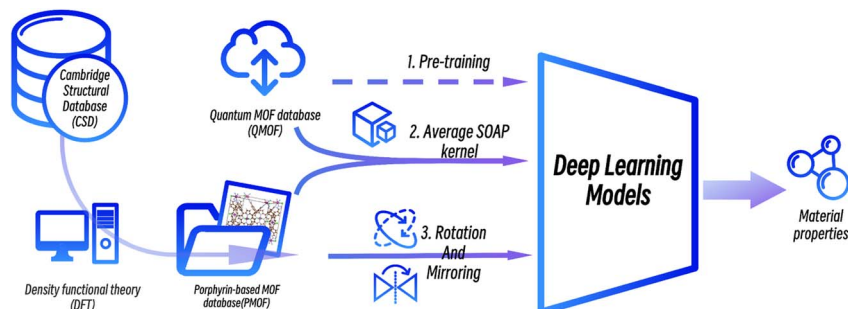 Cambridge
Structural
Database
(CSD)
Density functional theory
(DFT)
Quantum MOF database
(QMOF)
Porphyrin-based MOF
database(PMOF)
1. Pre-training
2. Average SOAP
kernel
3. Rotation
And
Mirroring
Deep Learning
Models
Material
properties